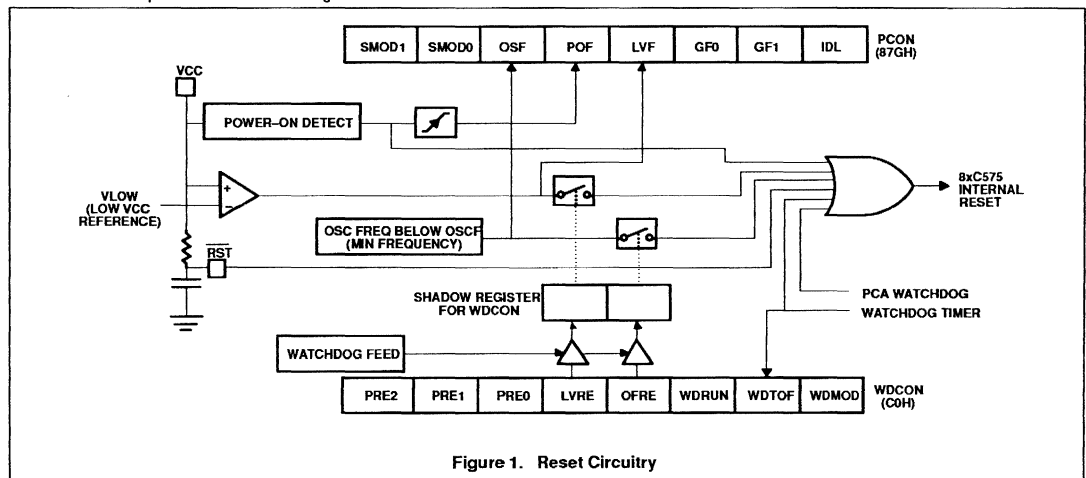 SMOD1 SMOD0 OSF POF LVF GF0 GF1 IDL
PCON
(87GH)
VCC
POWER–ON DETECT
VLOW
(LOW VCC
REFERENCE)
+
–
8xC575
INTERNAL
RESET
OSC FREQ BELOW OSCF
(MIN FREQUENCY)
RST
SHADOW REGISTER
FOR WDCON
PCA WATCHDOG
WATCHDOG TIMER
WATCHDOG FEED
PRE2 PRE1 PRE0 LVRE OFRE WDRUN WDTOF WDMOD
WDCON
(C0H)
Figure 1. Reset Circuitry